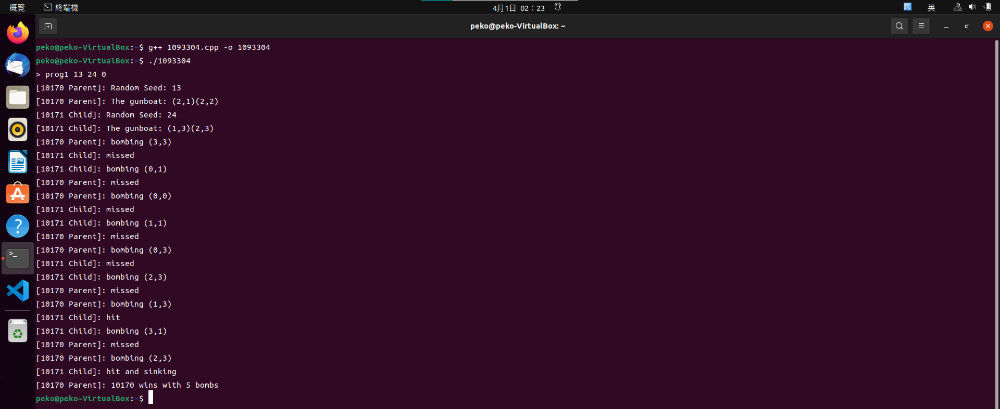 概覽 終端機 4月1日 02：23 英 英
peko@peko-VirtualBox: ~
peko@peko-VirtualBox:~$ g++ 1093304.cpp -o 1093304
peko@peko-VirtualBox:~$ ./1093304
> prog1 13 24 0
[10170 Parent]: Random Seed: 13
[10170 Parent]: The gunboat: (2,1)(2,2)
[10171 Child]: Random Seed: 24
[10171 Child]: The gunboat: (1,3)(2,3)
[10170 Parent]: bombing (3,3)
[10171 Child]: missed
[10171 Child]: bombing (0,1)
[10170 Parent]: missed
[10170 Parent]: bombing (0,0)
[10171 Child]: missed
[10171 Child]: bombing (1,1)
[10170 Parent]: missed
[10170 Parent]: bombing (0,3)
[10171 Child]: missed
[10171 Child]: bombing (2,3)
[10170 Parent]: missed
[10170 Parent]: bombing (1,3)
[10171 Child]: hit
[10171 Child]: bombing (3,1)
[10170 Parent]: missed
[10170 Parent]: bombing (2,3)
[10171 Child]: hit and sinking
[10170 Parent]: 10170 wins with 5 bombs
peko@peko-VirtualBox:~$